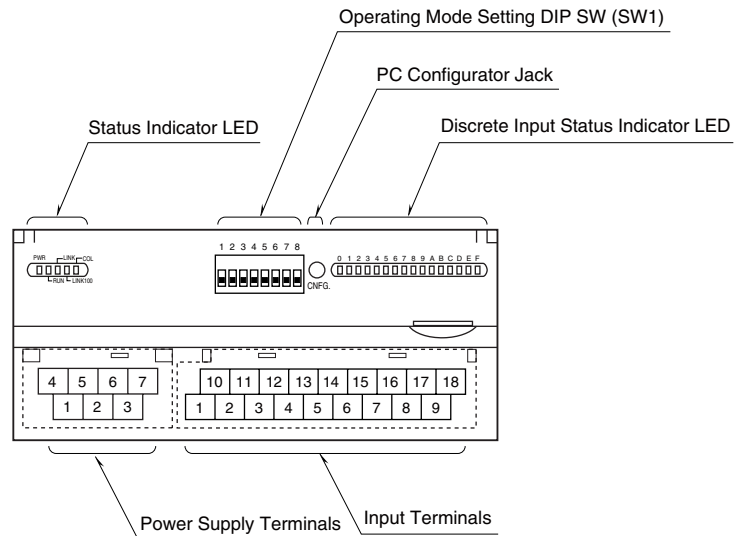 Operating Mode Setting DIP SW (SW1)
PC Configurator Jack
Status Indicator LED
Discrete Input Status Indicator LED
1 2 3 4 5 6 7 8
PWR LINK COL
0 1 2 3 4 5 6 7 8 9 A B C D E F
RUN LINK100
CNFG.
4 5 6 7
10 11 12 13 14 15 16 17 18
1 2 3
1 2 3 4 5 6 7 8 9
Power Supply Terminals
Input Terminals